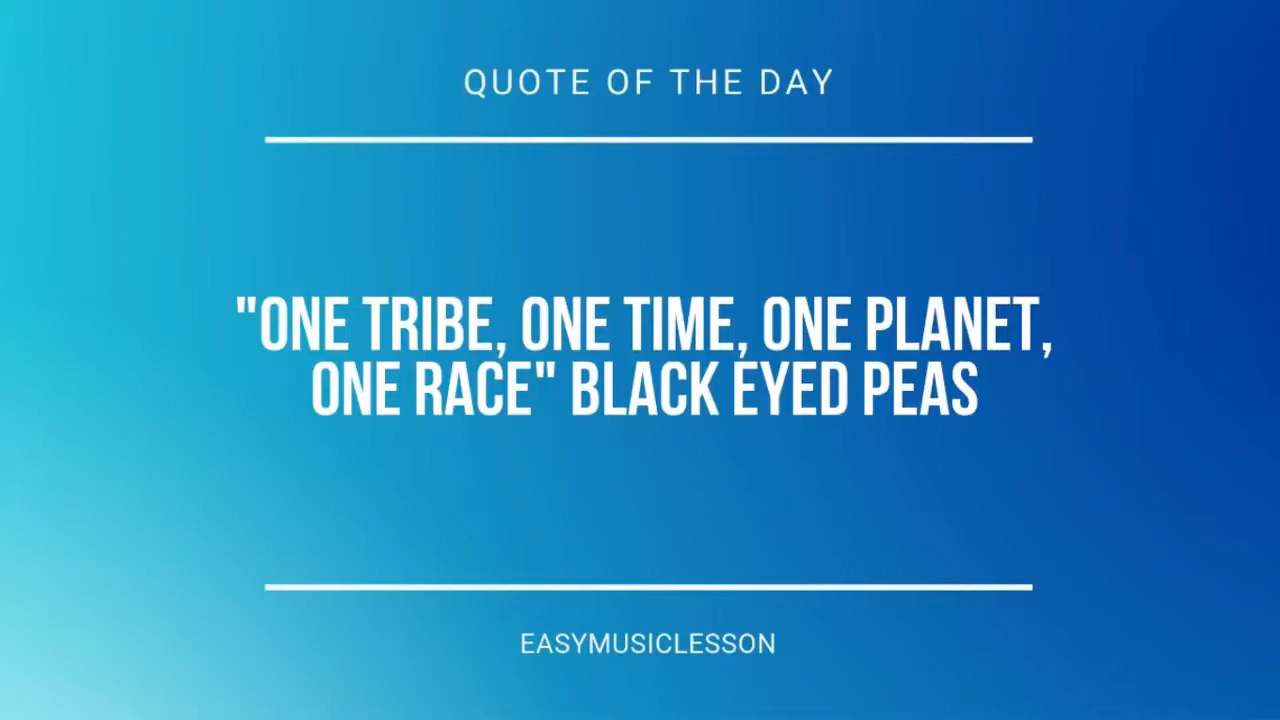 QUOTE OF THE DAY
"ONE TRIBE, ONE TIME, ONE PLANET,
ONE RACE" BLACK EYED PEAS
EASYMUSICLESSON